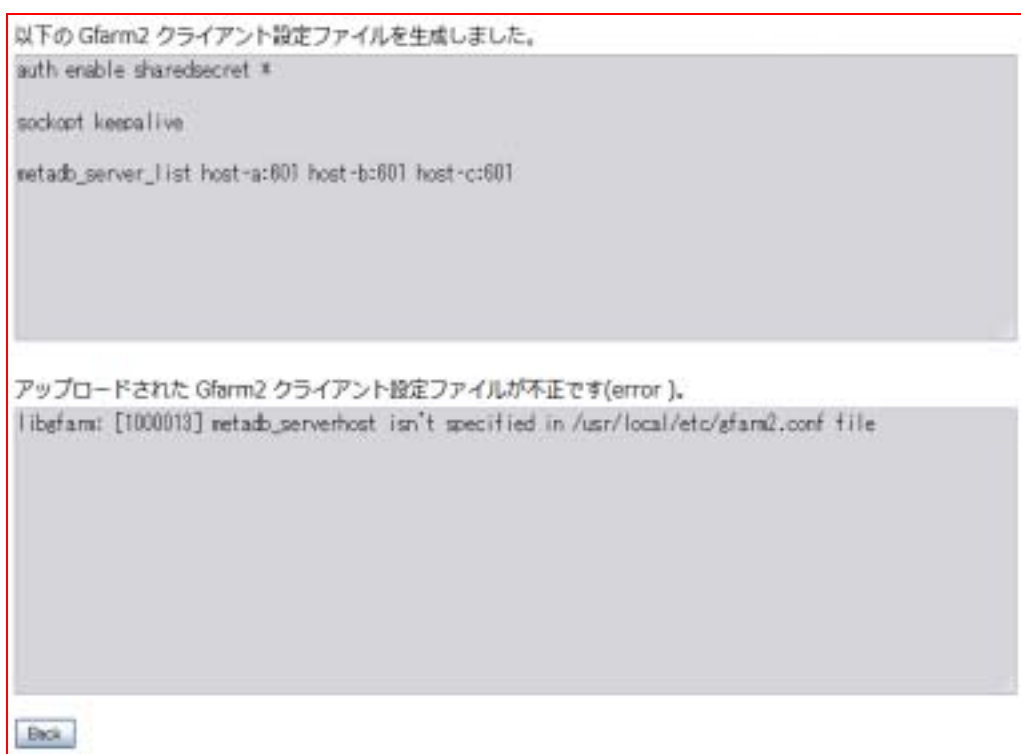 以下の Gfarm2 クライアント設定ファイルを生成しました。
auth enable sharedsecret *
sockopt keepalive
metadb_server_list host-a:601 host-b:601 host-c:601
アップロードされた Gfarm2 クライアント設定ファイルが不正です(error )。
libgfarm: [1000013] metadb_serverhost isn't specified in /usr/local/etc/gfarm2.conf file
Back